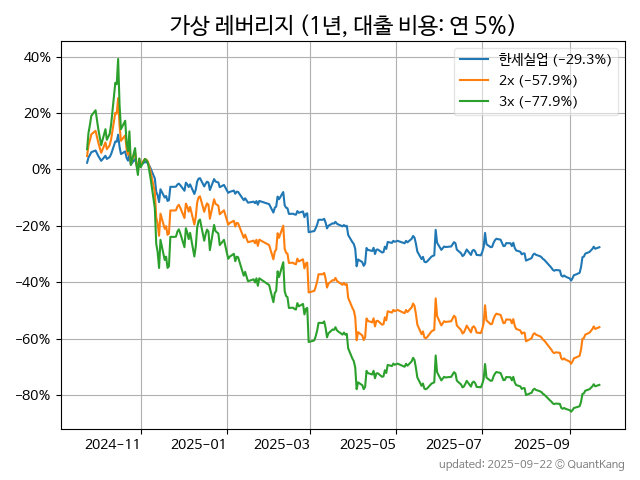 가상 레버리지 (1년, 대출 비용: 연 5%)
한세실업 (-29.3%)
2x (-57.9%)
3x (-77.9%)
40%
20%
0%
-20%
-40%
-60%
-80%
2024-11
2025-01
2025-03
2025-05
2025-07
2025-09
updated: 2025-09-22 © QuantKang